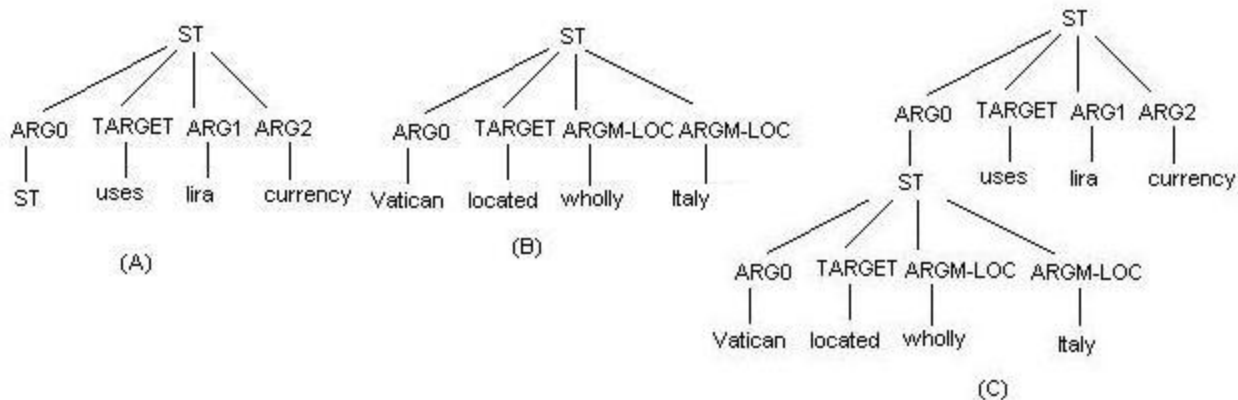 ST
ARG0 TARGET ARG1 ARG2
ST uses lira currency
(A)
ST
ARG0 TARGET ARGM-LOC ARGM-LOC
Vatican located wholly Italy
(B)
ST
ARG0 TARGET ARG1 ARG2
uses lira currency
ST
ARG0 TARGET ARGM-LOC ARGM-LOC
Vatican located wholly Italy
(C)